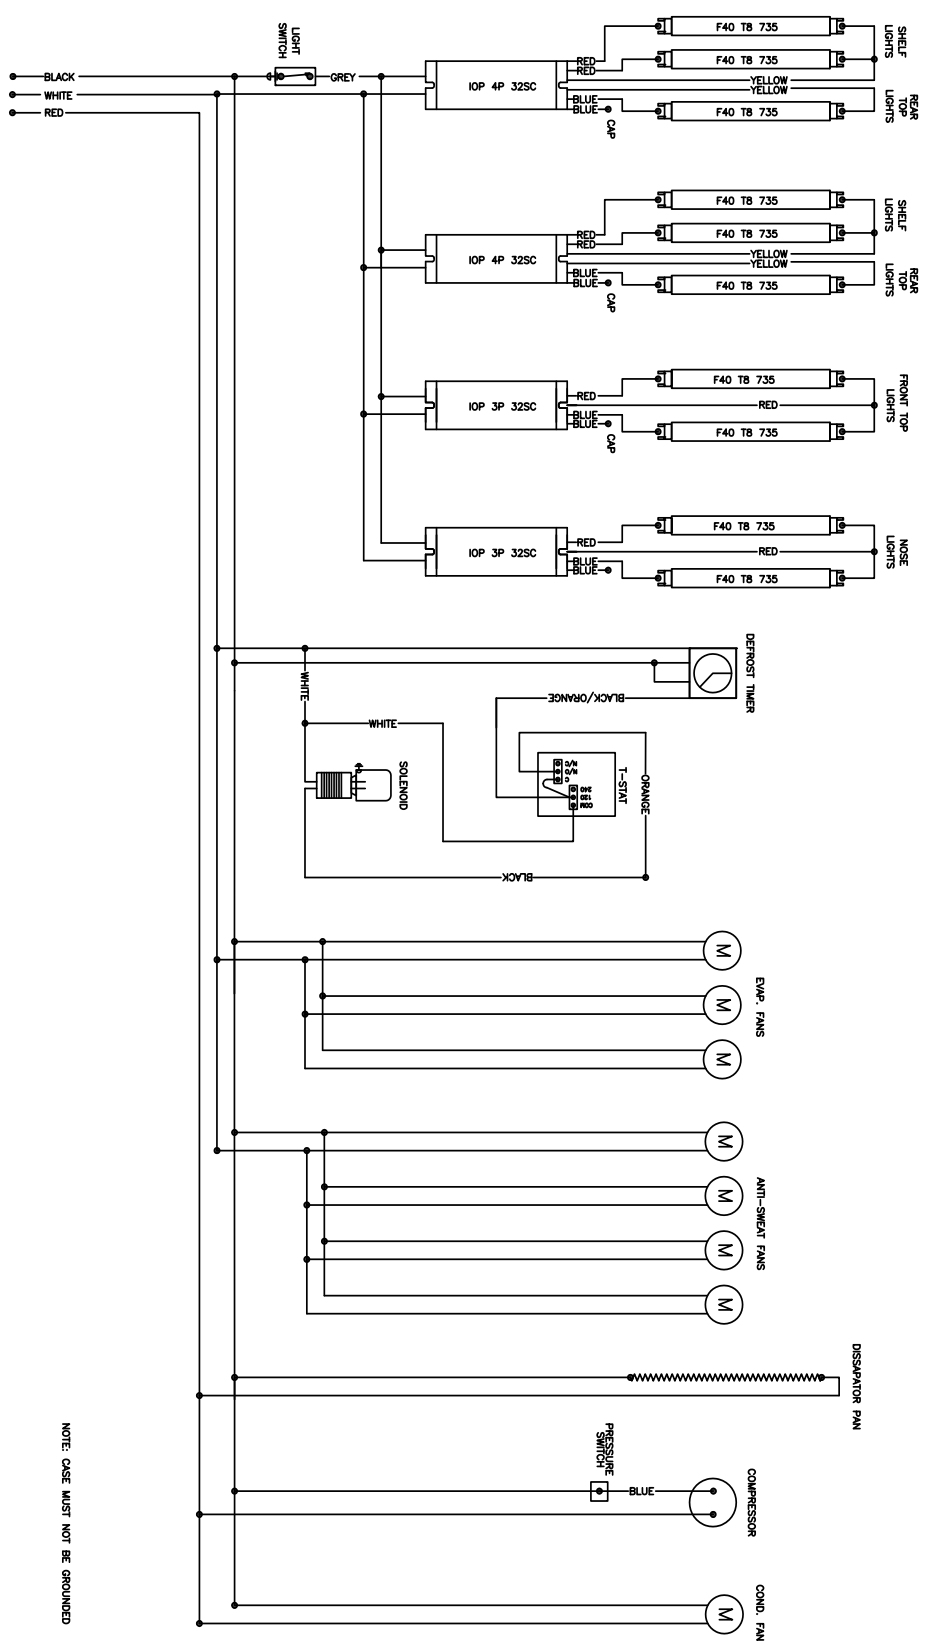 SHELF
LIGHTS
F40 T8 735
LIGHT
SWITCH
RED
RED
F40 T8 735
BLACK
GREY
YELLOW
IOP 4P 32SC
YELLOW
WHITE
BLUE
BLUE
REAR
TOP
LIGHTS
F40 T8 735
RED
CAP
SHELF
LIGHTS
F40 T8 735
RED
RED
F40 T8 735
YELLOW
IOP 4P 32SC
YELLOW
BLUE
BLUE
REAR
TOP
LIGHTS
F40 T8 735
CAP
FRONT TOP
LIGHTS
F40 T8 735
RED
IOP 3P 32SC
RED
BLUE
BLUE
F40 T8 735
CAP
NOSE
LIGHTS
F40 T8 735
RED
IOP 3P 32SC
RED
BLUE
BLUE
F40 T8 735
DEFROST TIMER
WHITE
BLACK/ORANGE
WHITE
SOLENOID
T-STAT
N/C
N/O
C
240
120
COM
ORANGE
BLACK
M
EVAP. FANS
M
M
M
ANTI-SWEAT FANS
M
M
M
DISSAPATOR PAN
PRESSURE
SWITCH
COMPRESSOR
BLUE
COND. FAN
M
NOTE: CASE MUST NOT BE GROUNDED